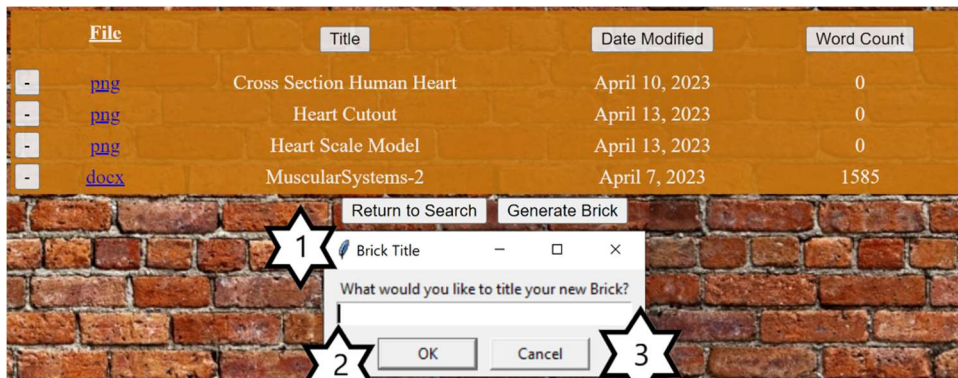 File Title Date Modified Word Count
- png Cross Section Human Heart April 10, 2023 0
- png Heart Cutout April 13, 2023 0
- png Heart Scale Model April 13, 2023 0
- docx MuscularSystems-2 April 7, 2023 1585
Return to Search Generate Brick
1 Brick Title
What would you like to title your new Brick?
2 OK Cancel 3